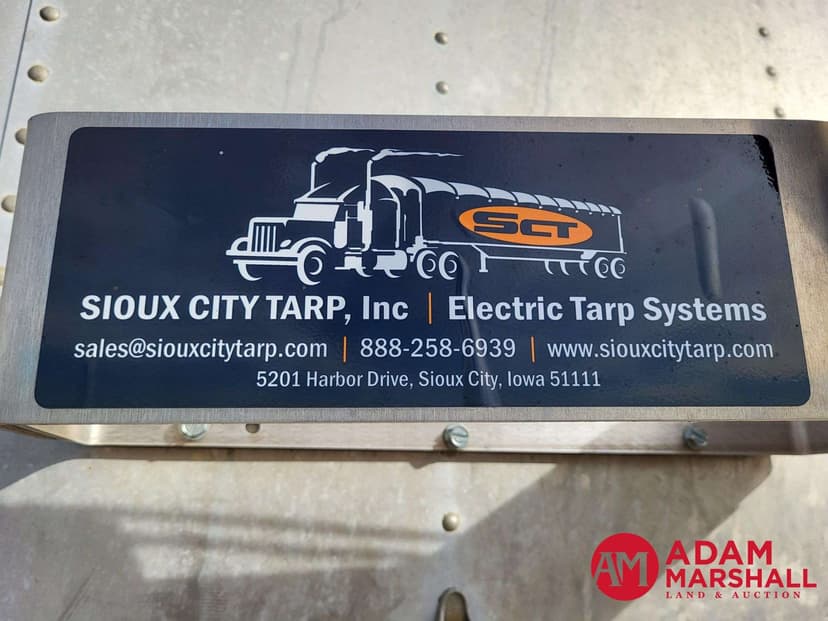 SCT
SIOUX CITY TARP, Inc | Electric Tarp Systems
sales@siouxcitytarp.com | 888-258-6939 | www.siouxcitytarp.com
5201 Harbor Drive, Sioux City, Iowa 51111
AM
ADAM
MARSHALL
LAND & AUCTION